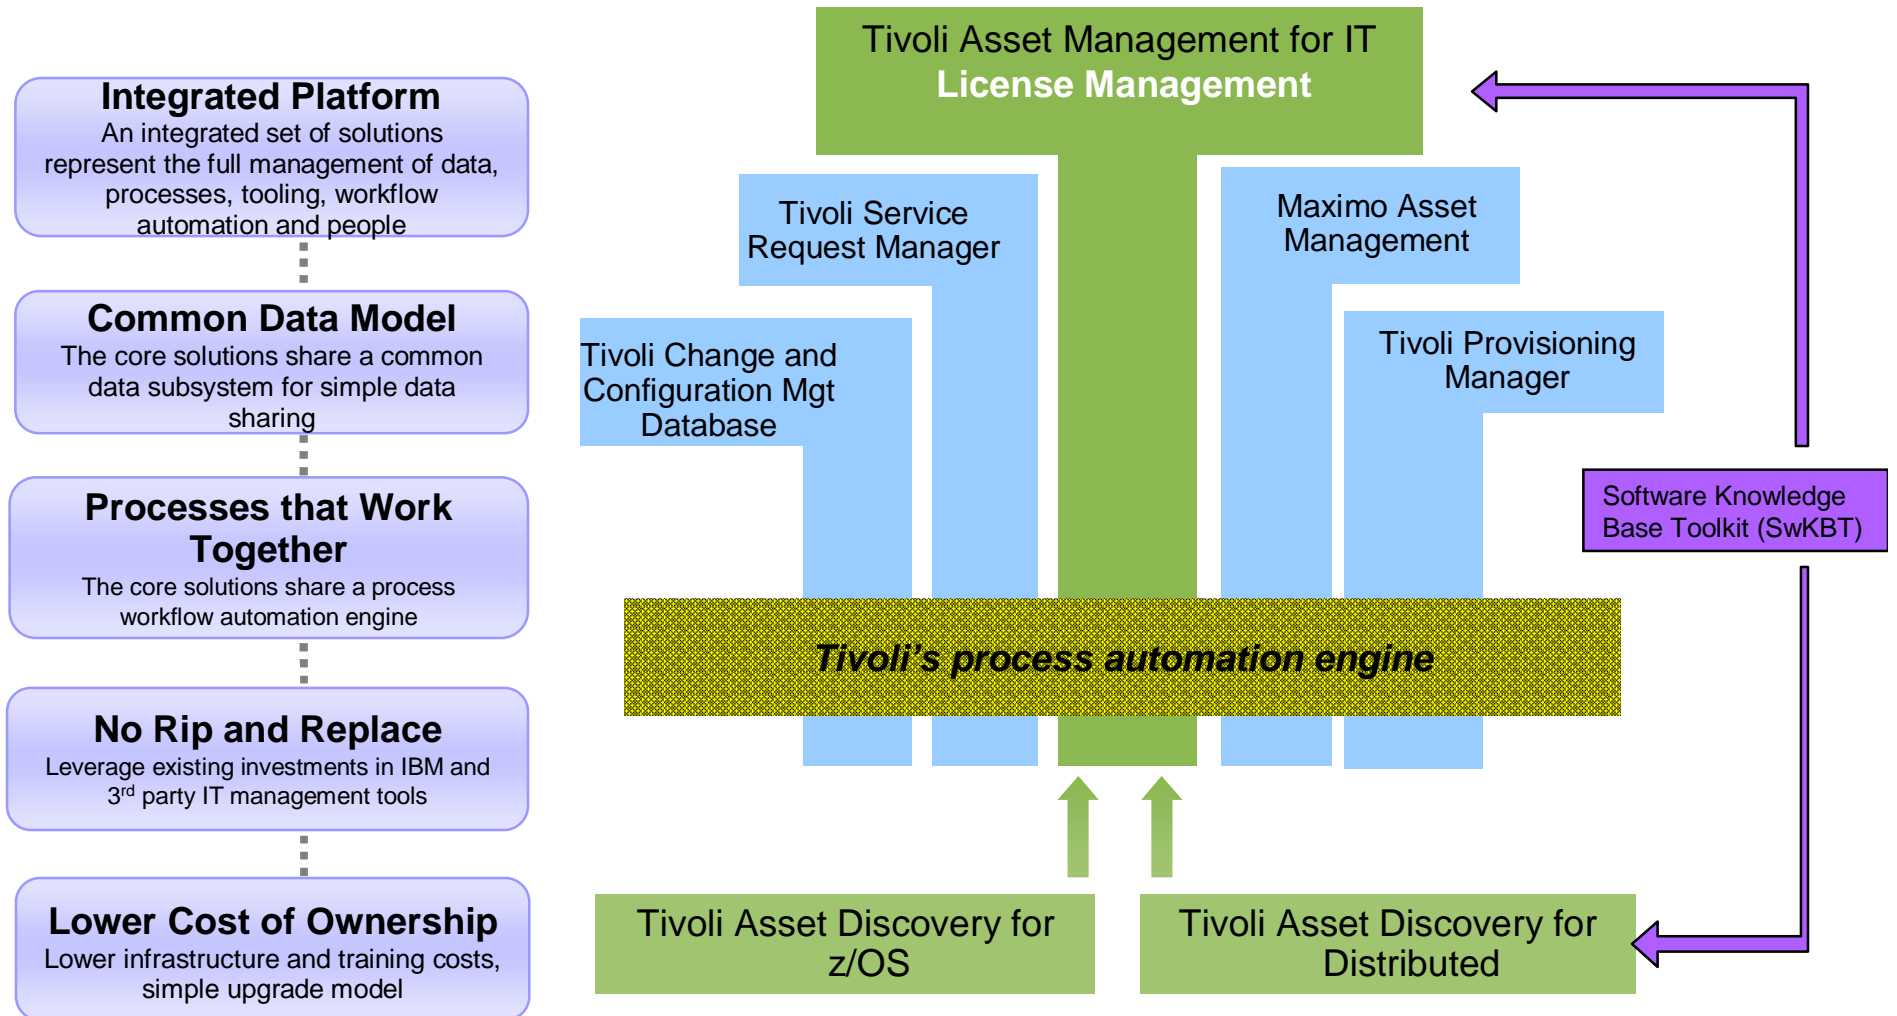 Integrated Platform
An integrated set of solutions
represent the full management of data,
processes, tooling, workflow
automation and people
Common Data Model
The core solutions share a common
data subsystem for simple data
sharing
Processes that Work
Together
The core solutions share a process
workflow automation engine
No Rip and Replace
Leverage existing investments in IBM and
3rd party IT management tools
Lower Cost of Ownership
Lower infrastructure and training costs,
simple upgrade model
Tivoli Asset Management for IT
License Management
Tivoli Service
Request Manager
Maximo Asset
Management
Tivoli Change and
Configuration Mgt
Database
Tivoli Provisioning
Manager
Software Knowledge
Base Toolkit (SwKBT)
Tivoli’s process automation engine
Tivoli Asset Discovery for
z/OS
Tivoli Asset Discovery for
Distributed